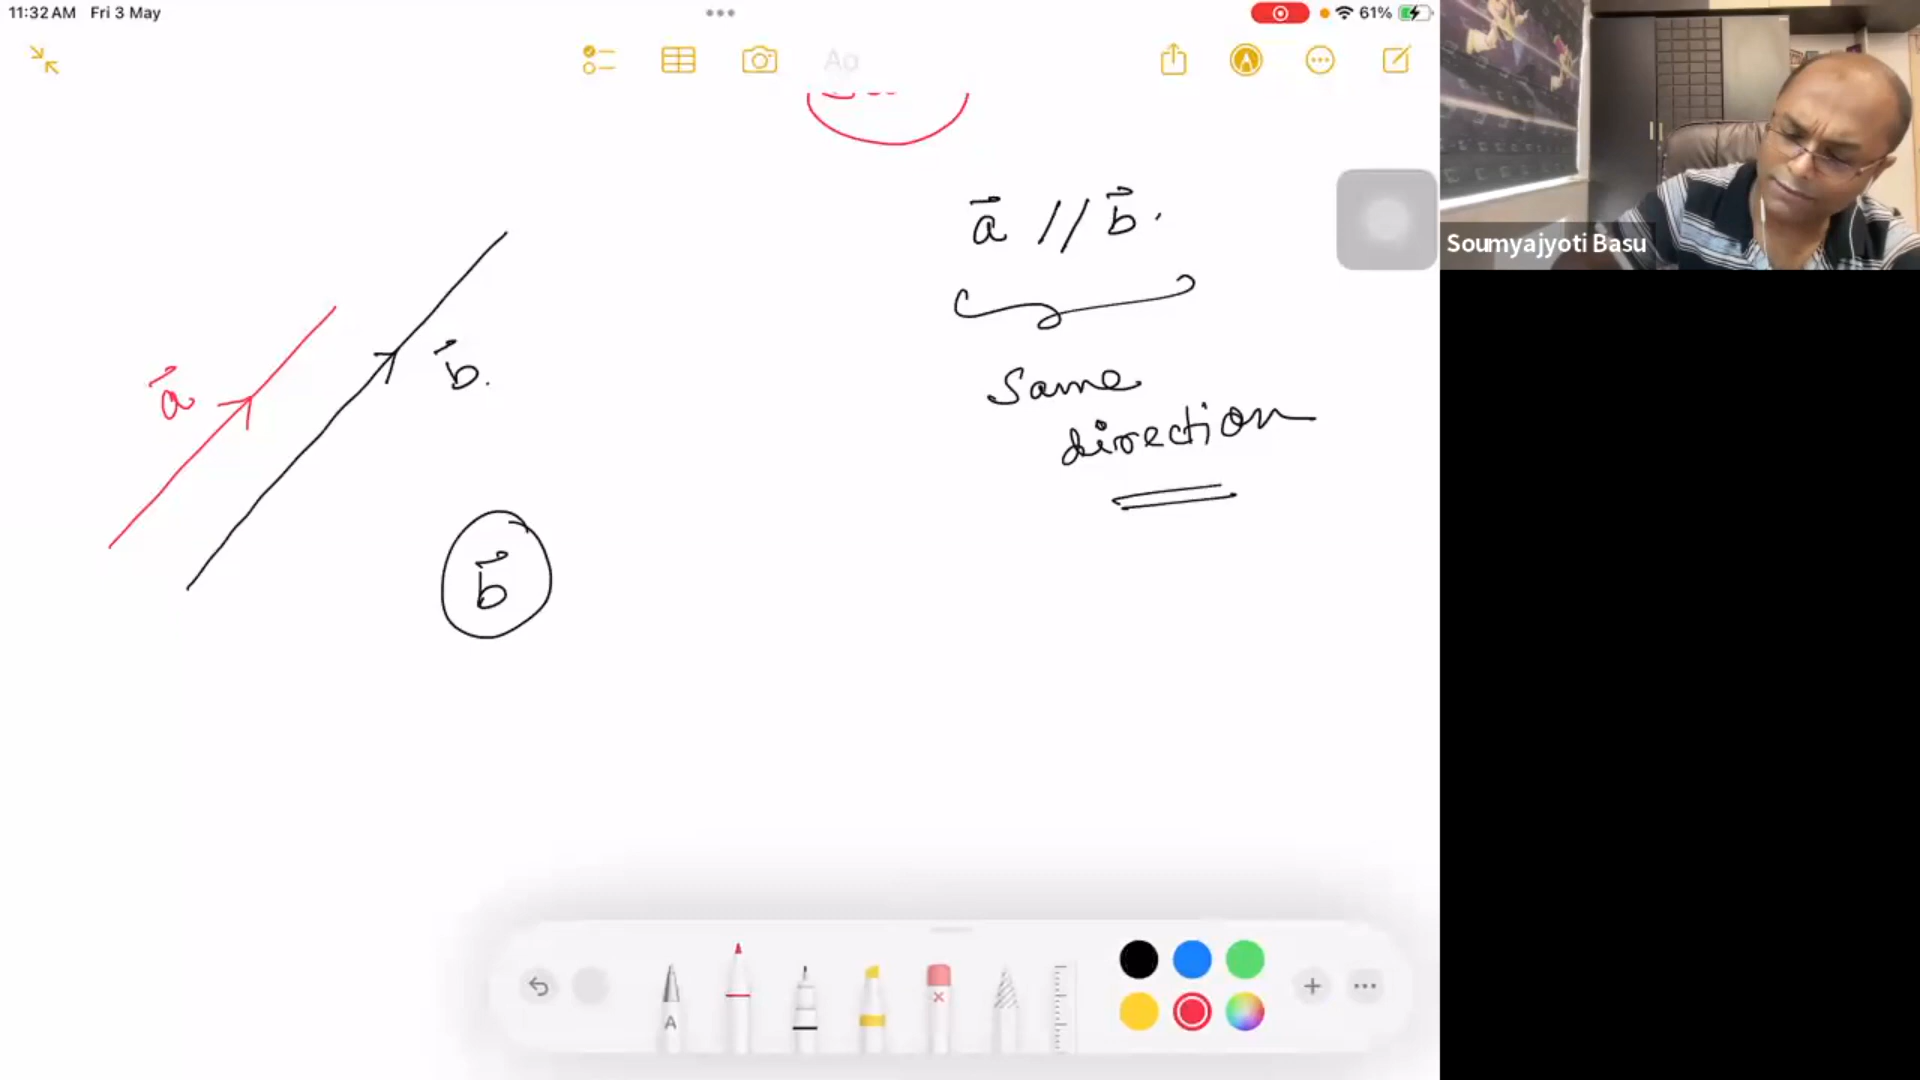 11:32 AM Fri 3 May
61%
Soumyajyoti Basu
a⃗ // b⃗.
a⃗
b⃗.
Same
direction
b⃗
A